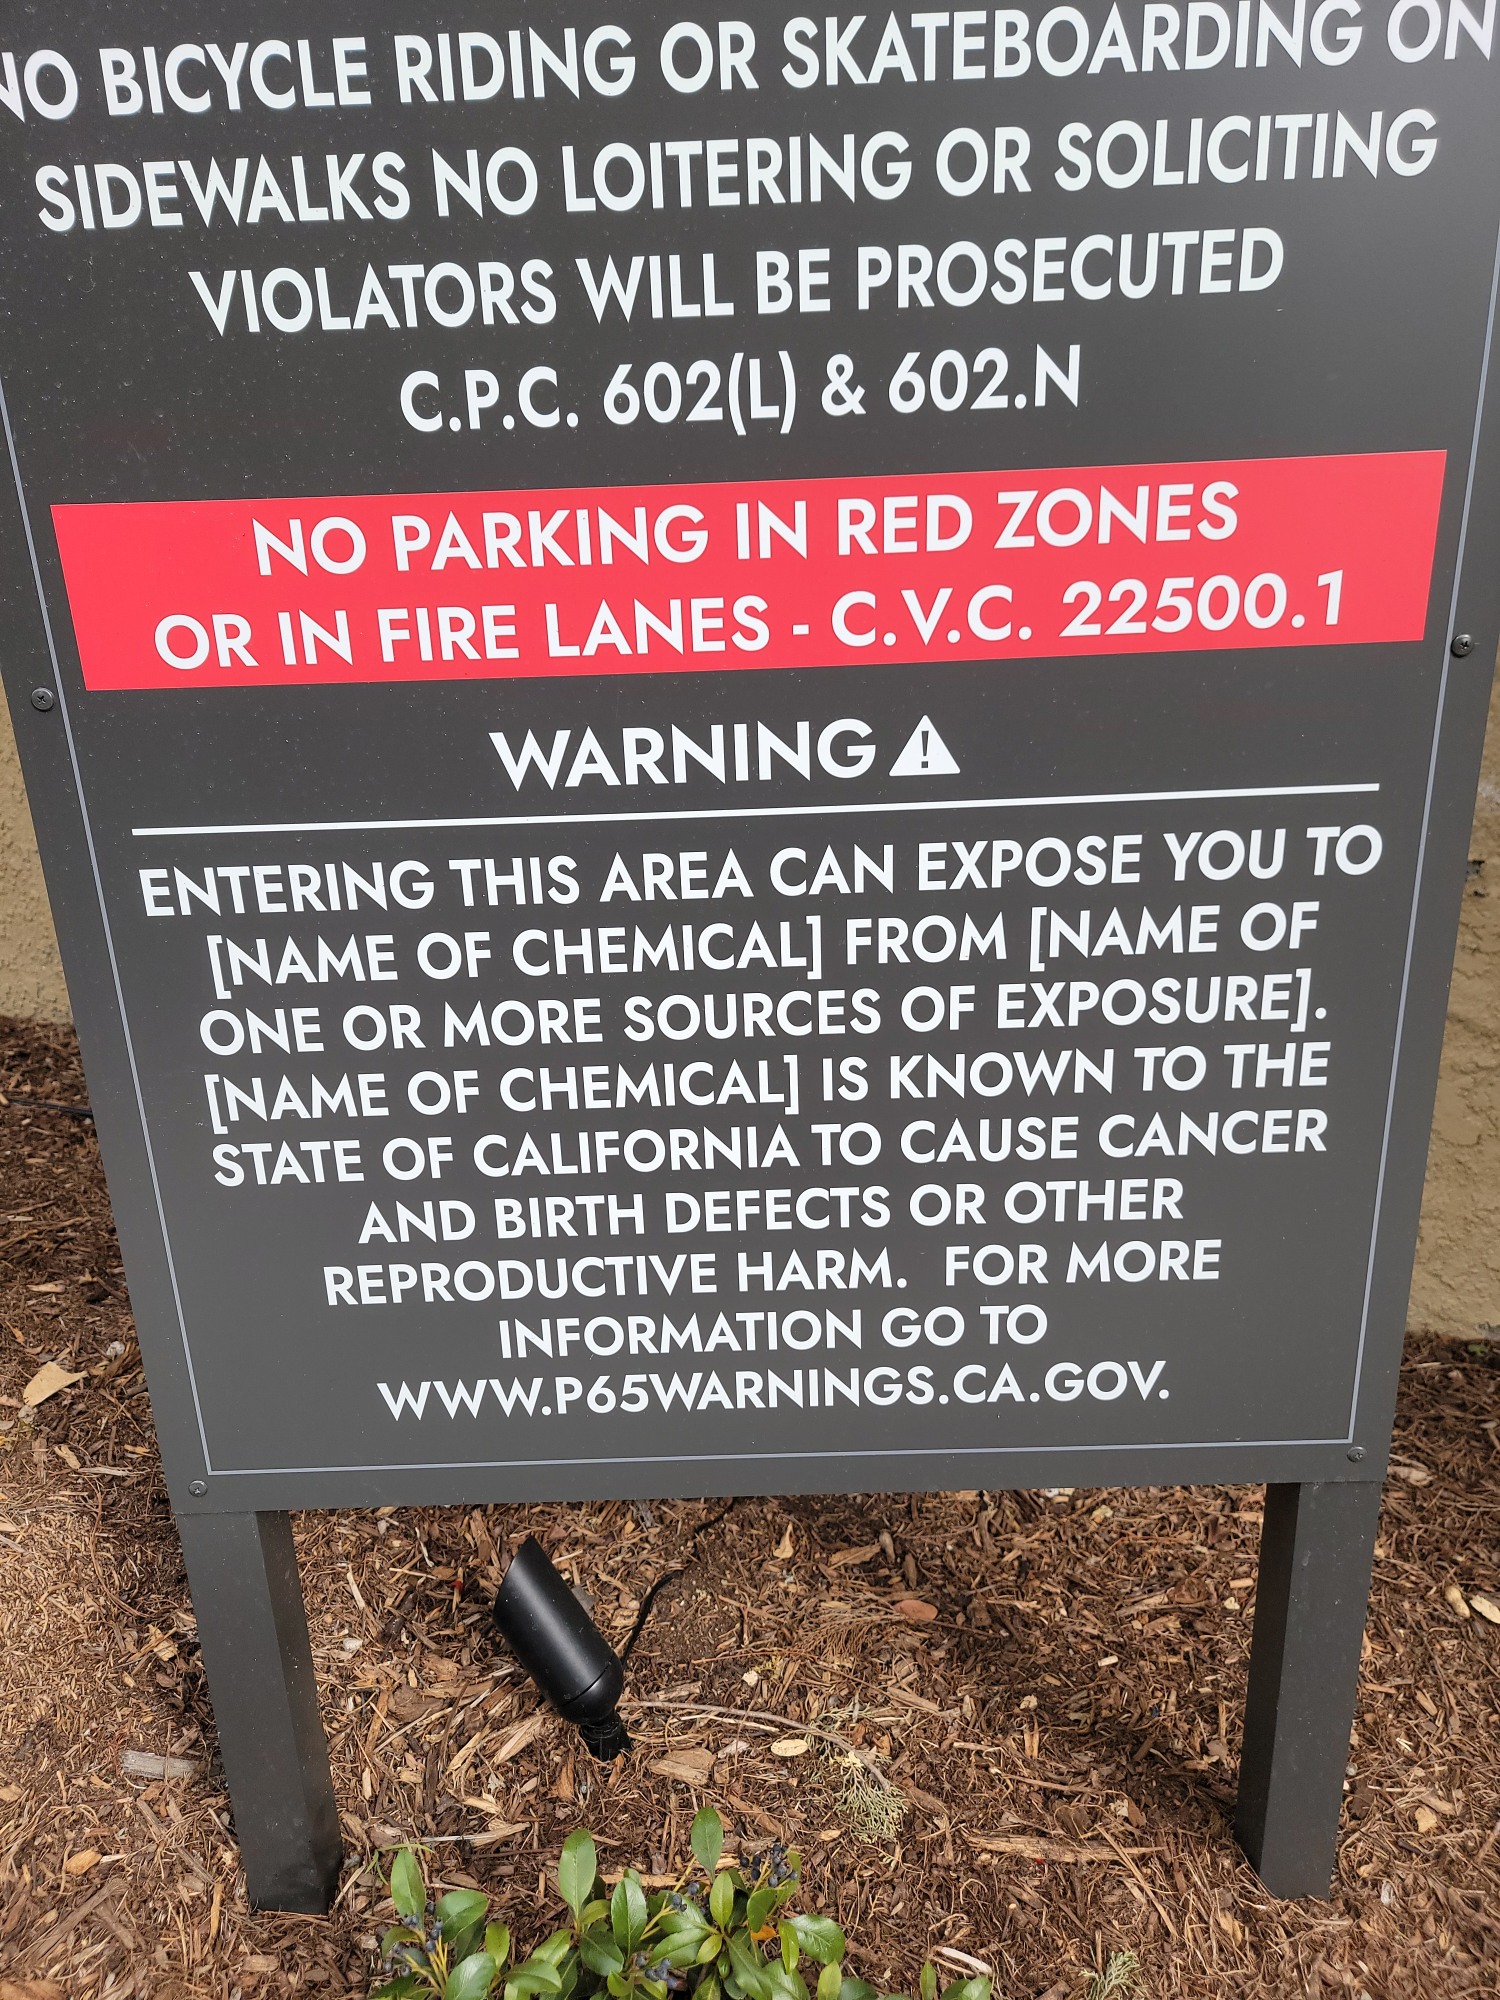 NO BICYCLE RIDING OR SKATEBOARDING ON
SIDEWALKS NO LOITERING OR SOLICITING
VIOLATORS WILL BE PROSECUTED
C.P.C. 602(L) & 602.N
NO PARKING IN RED ZONES
OR IN FIRE LANES - C.V.C. 22500.1
WARNING
ENTERING THIS AREA CAN EXPOSE YOU TO
[NAME OF CHEMICAL] FROM [NAME OF
ONE OR MORE SOURCES OF EXPOSURE].
[NAME OF CHEMICAL] IS KNOWN TO THE
STATE OF CALIFORNIA TO CAUSE CANCER
AND BIRTH DEFECTS OR OTHER
REPRODUCTIVE HARM. FOR MORE
INFORMATION GO TO
WWW.P65WARNINGS.CA.GOV.